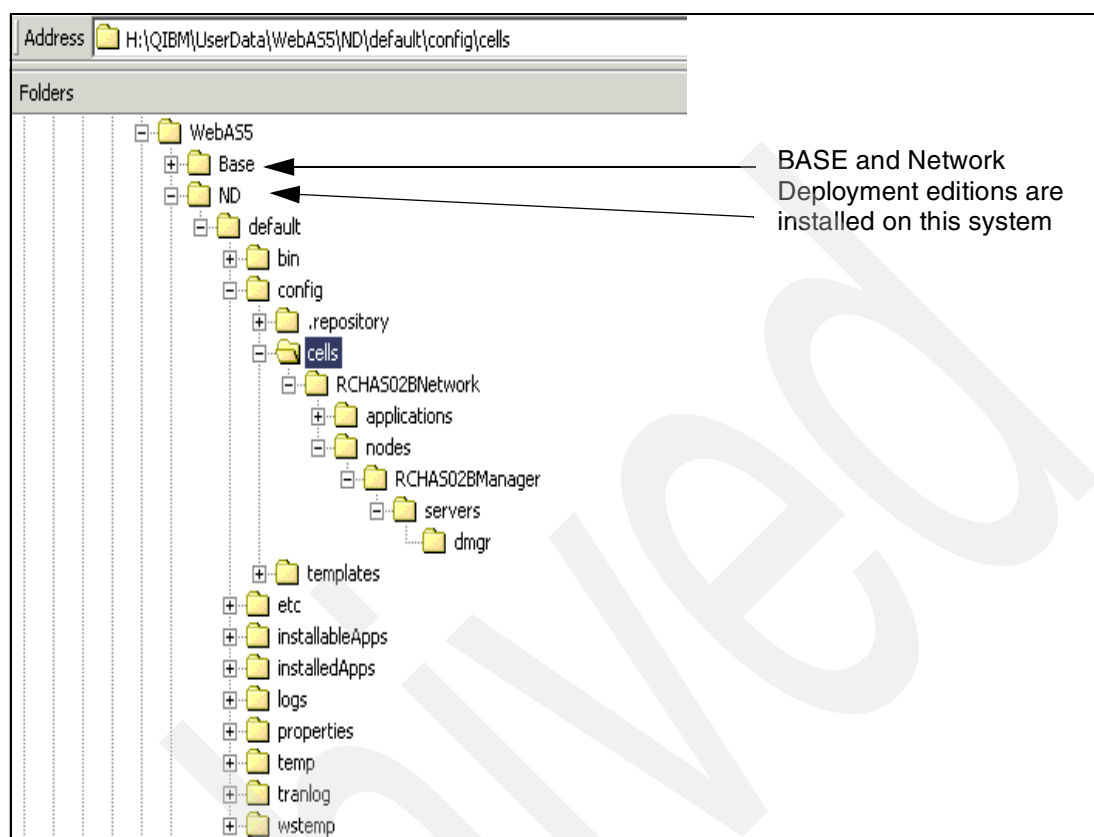 Address H:\QIBM\UserData\WebAS5\ND\default\config\cells
Folders
WebAS5
Base
ND
default
bin
config
.repository
cells
RCHAS02BNetwork
applications
nodes
RCHAS02BManager
servers
dmgr
templates
etc
installableApps
installedApps
logs
properties
temp
tranlog
wstemp
BASE and Network
Deployment editions are
installed on this system
hived